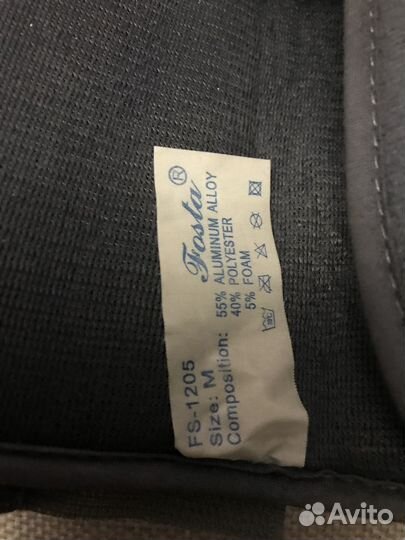 Fosta ®
FS-1205
Size: M
Composition:
55% ALUMINUM ALLOY
40% POLYESTER
5% FOAM
Avito